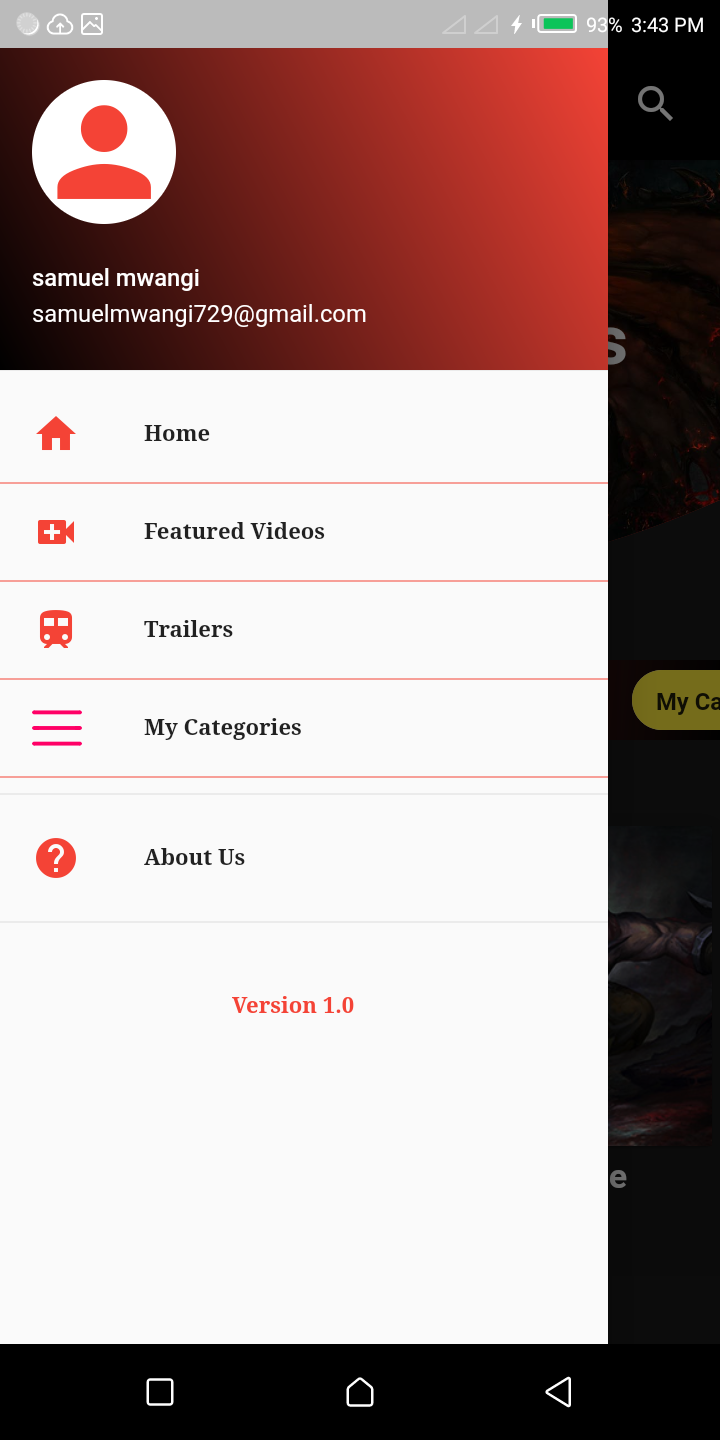 93% 3:43 PM
samuel mwangi
samuelmwangi729@gmail.com
s
Home
Featured Videos
Trailers
My Categories
My Ca
About Us
Version 1.0
e